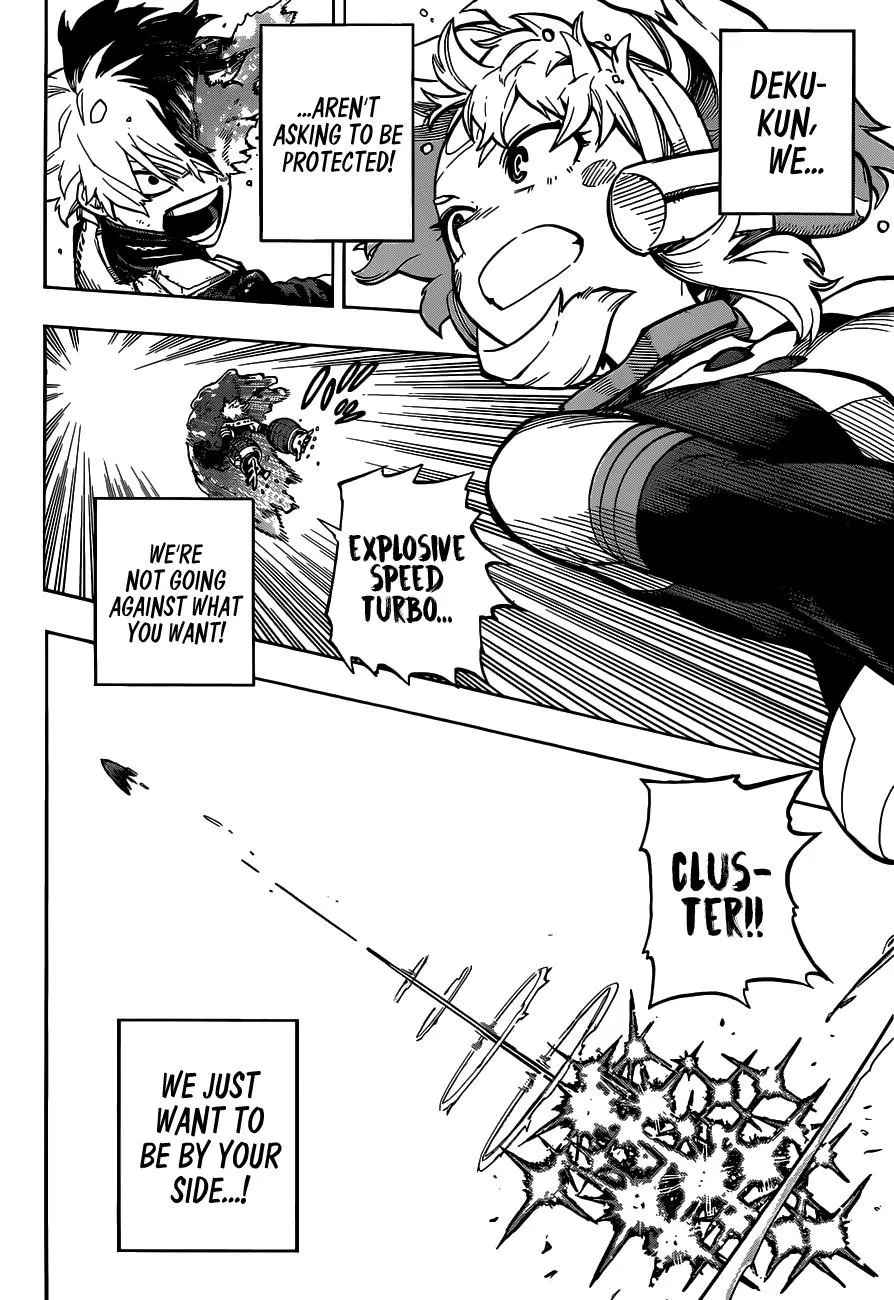 DEKU-
KUN,
WE...
...AREN'T
ASKING TO BE
PROTECTED!
EXPLOSIVE
SPEED
TURBO...
WE'RE
NOT GOING
AGAINST WHAT
YOU WANT!
CLUS-
TER!!
WE JUST
WANT TO
BE BY YOUR
SIDE...!